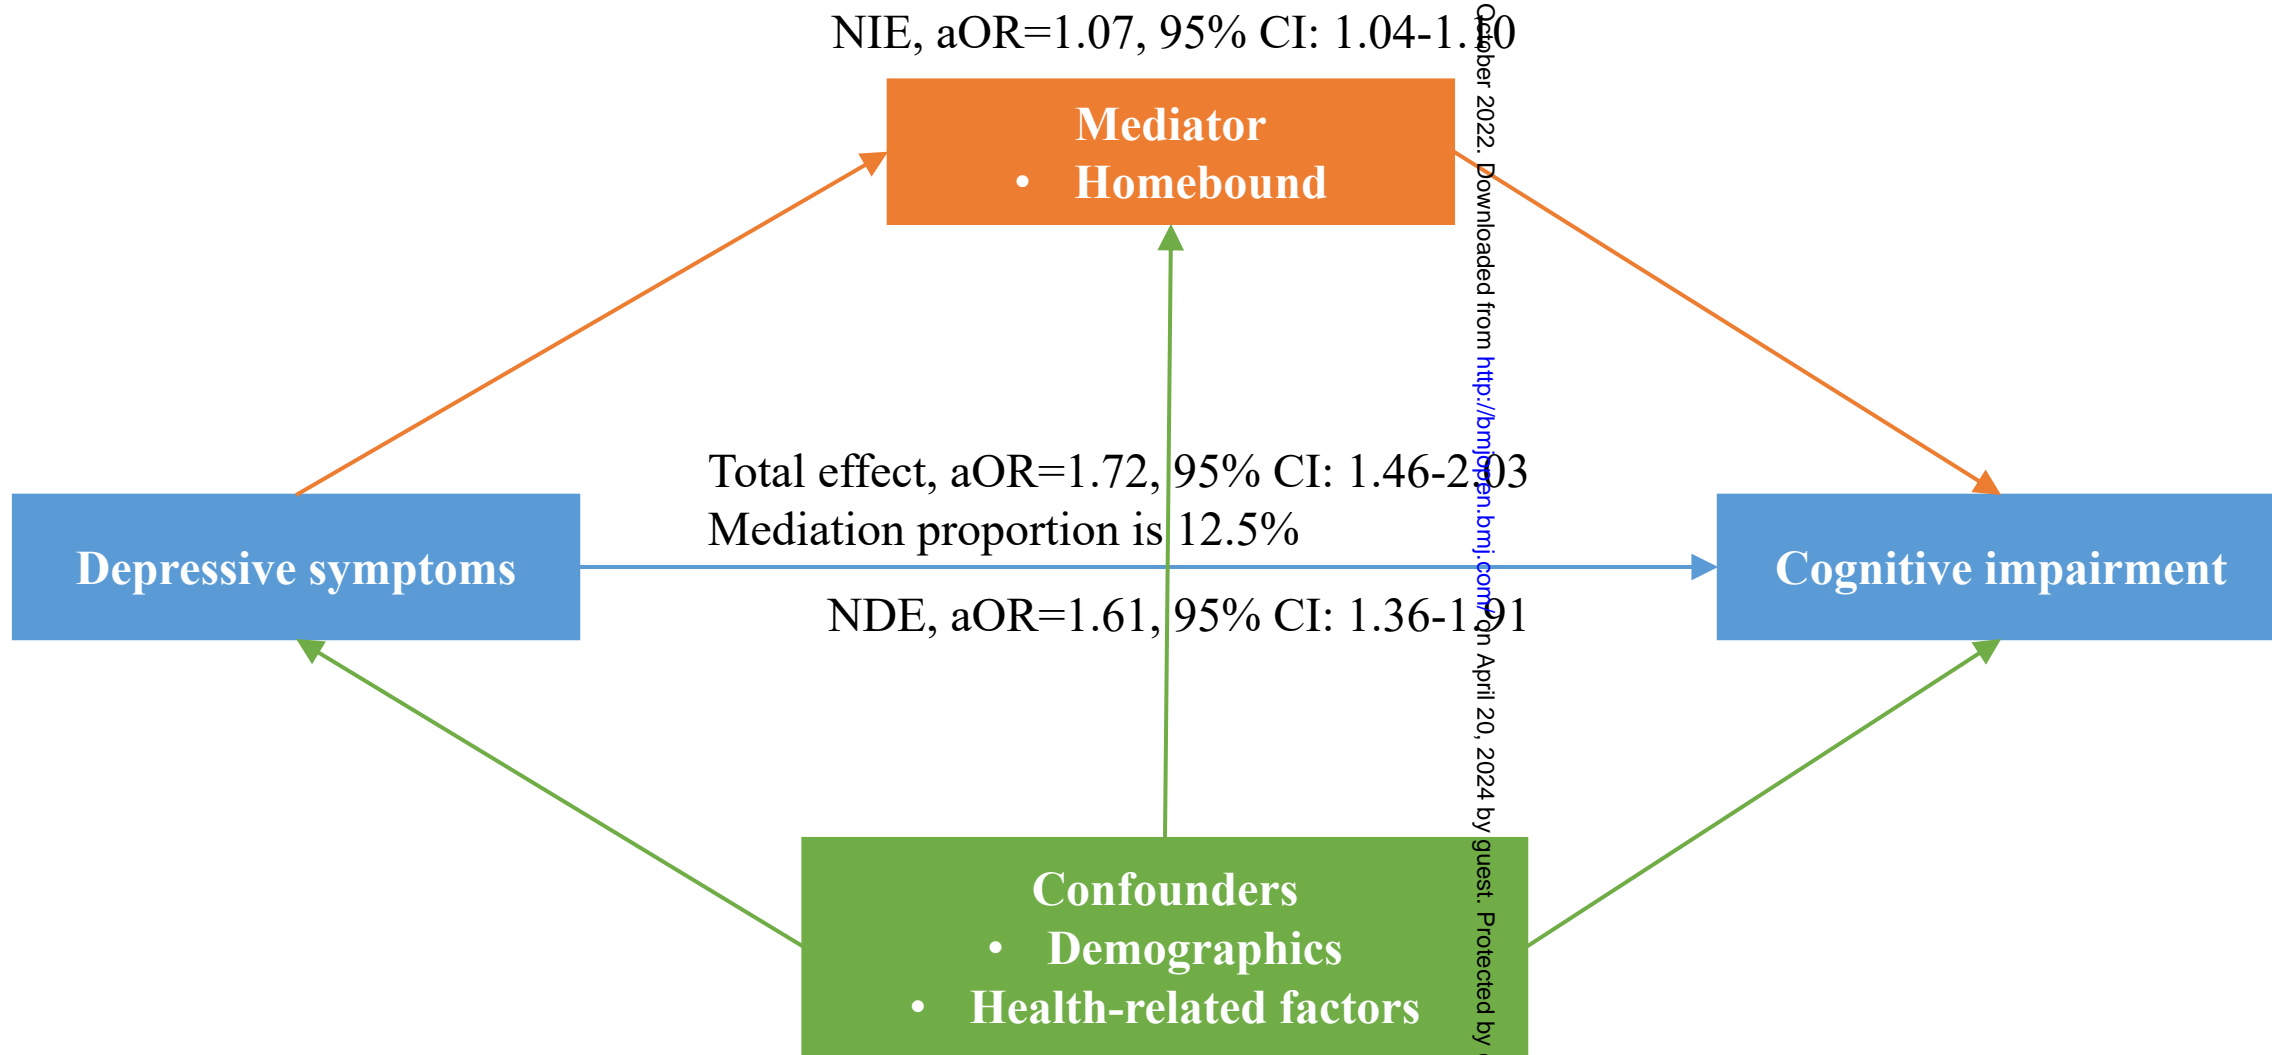 NIE, aOR=1.07, 95% CI: 1.04-1.10
Mediator
• Homebound
Total effect, aOR=1.72, 95% CI: 1.46-2.03
Mediation proportion is 12.5%
Depressive symptoms
Cognitive impairment
NDE, aOR=1.61, 95% CI: 1.36-1.91
Confounders
• Demographics
• Health-related factors
October 2022. Downloaded from http://bmjopen.bmj.com/ on April 20, 2024 by guest. Protected by